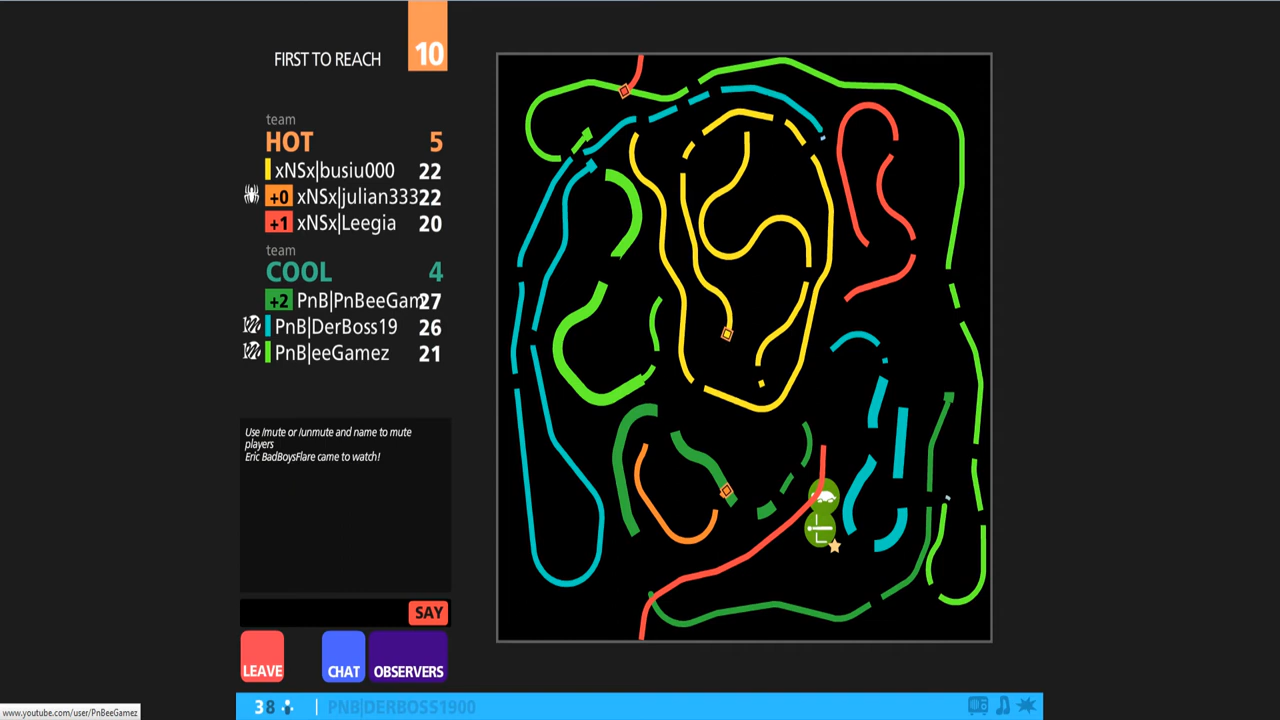 FIRST TO REACH 10
team
HOT 5
xNSx|busiu000 22
+0 xNSx|julian333 22
+1 xNSx|Leegia 20
team
COOL 4
+2 PnB|PnBeeGam 27
PnB|DerBoss19 26
PnB|eeGamez 21
Use /mute or /unmute and name to mute
players
Eric BadBoysFlare came to watch!
SAY
LEAVE CHAT OBSERVERS
38 PNB|DERBOSS1900
www.youtube.com/user/PnBeeGamez